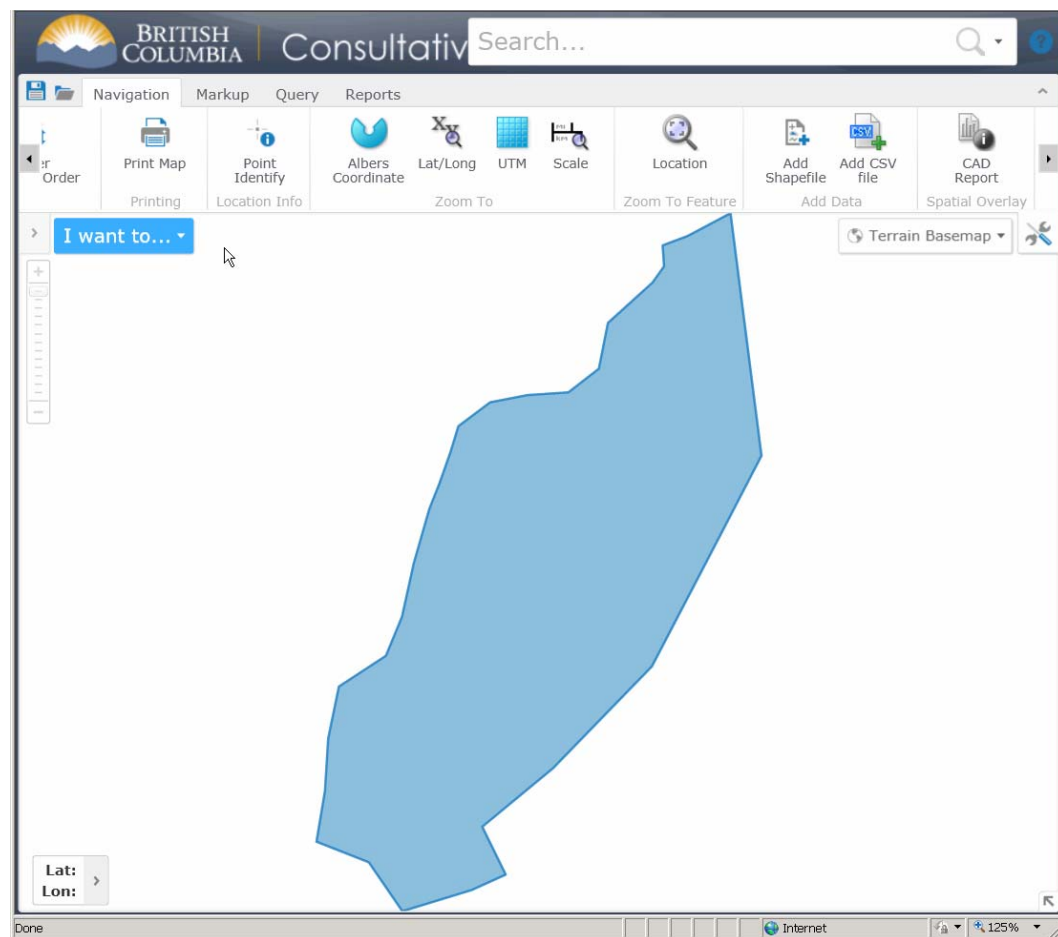 BRITISH
COLUMBIA
Consultativ
Search...
Navigation Markup Query Reports
Order
Print Map
Point
Identify
Albers
Coordinate
Lat/Long
UTM
Scale
Location
Add
Shapefile
Add CSV
file
CAD
Report
Printing
Location Info
Zoom To
Zoom To Feature
Add Data
Spatial Overlay
I want to...
Terrain Basemap
Lat:
Lon:
Done
Internet
125%